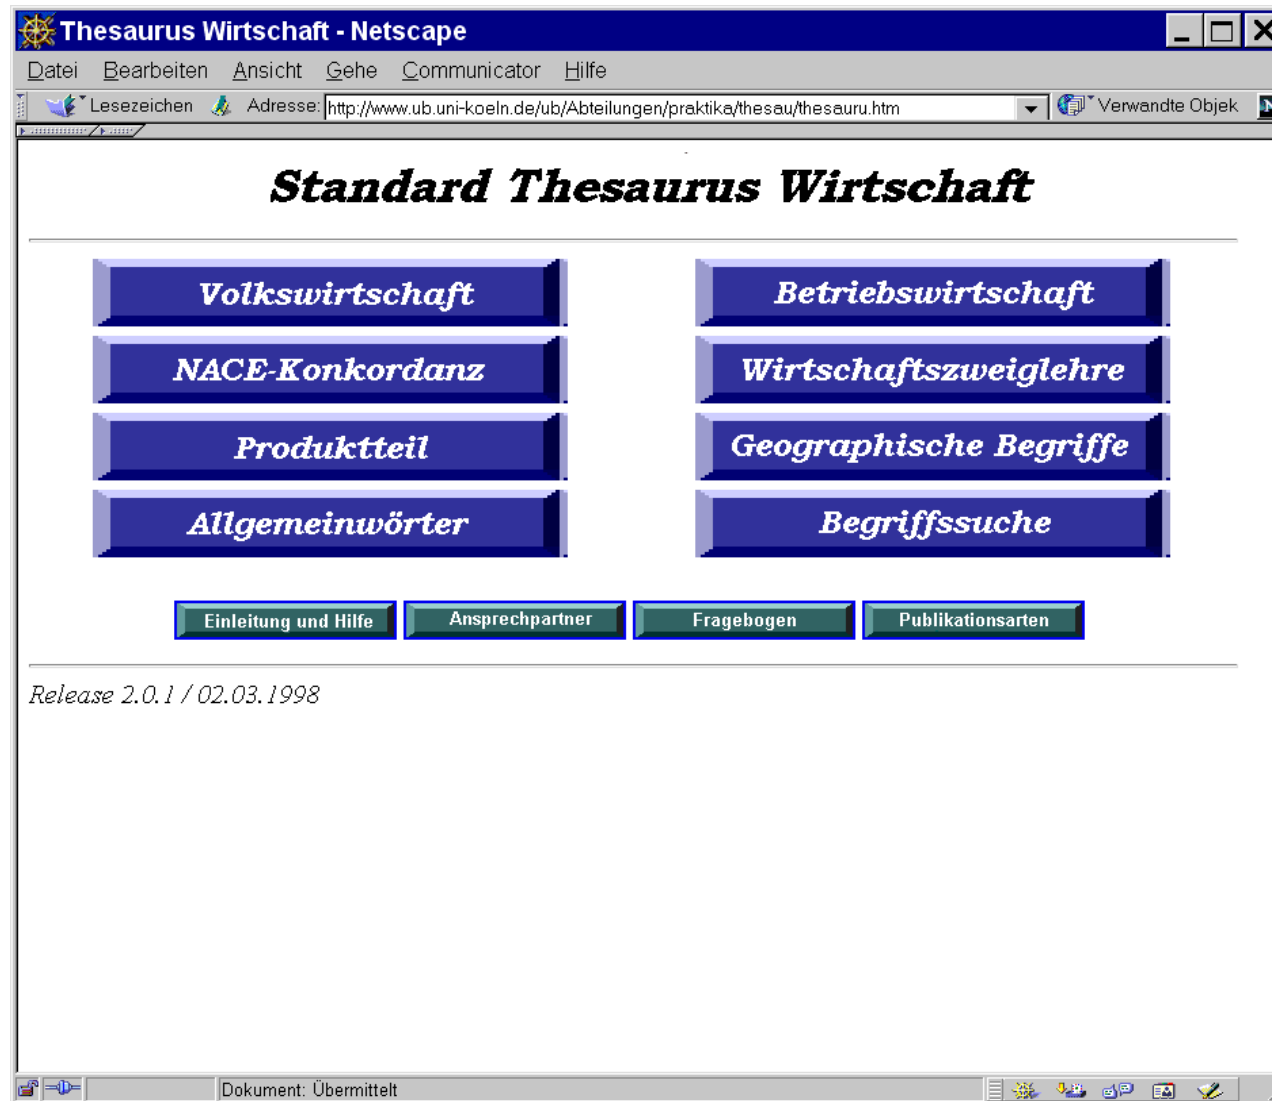 Thesaurus Wirtschaft - Netscape
Datei Bearbeiten Ansicht Gehe Communicator Hilfe
Lesezeichen Adresse: http://www.ub.uni-koeln.de/ub/Abteilungen/praktika/thesau/thesauru.htm Verwandte Objek N
Standard Thesaurus Wirtschaft
Volkswirtschaft Betriebswirtschaft
NACE-Konkordanz Wirtschaftszweiglehre
Produktteil Geographische Begriffe
Allgemeinwörter Begriffssuche
Einleitung und Hilfe Ansprechpartner Fragebogen Publikationsarten
Release 2.0.1 / 02.03.1998
Dokument: Übermittelt